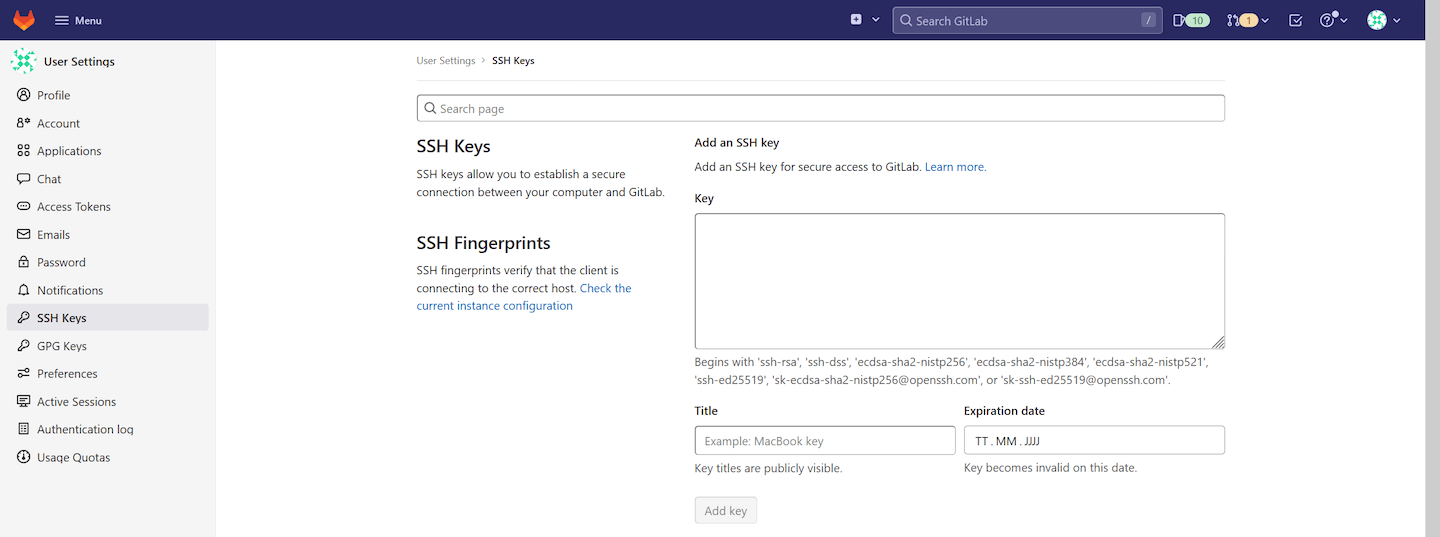 Menu
Search GitLab
/
10
1
User Settings
Profile
Account
Applications
Chat
Access Tokens
Emails
Password
Notifications
SSH Keys
GPG Keys
Preferences
Active Sessions
Authentication log
Usage Quotas
User Settings › SSH Keys
Search page
SSH Keys
SSH keys allow you to establish a secure
connection between your computer and GitLab.
SSH Fingerprints
SSH fingerprints verify that the client is
connecting to the correct host. Check the
current instance configuration
Add an SSH key
Add an SSH key for secure access to GitLab. Learn more.
Key
Begins with 'ssh-rsa', 'ssh-dss', 'ecdsa-sha2-nistp256', 'ecdsa-sha2-nistp384', 'ecdsa-sha2-nistp521',
'ssh-ed25519', 'sk-ecdsa-sha2-nistp256@openssh.com', or 'sk-ssh-ed25519@openssh.com'.
Title
Example: MacBook key
Key titles are publicly visible.
Expiration date
TT . MM . JJJJ
Key becomes invalid on this date.
Add key